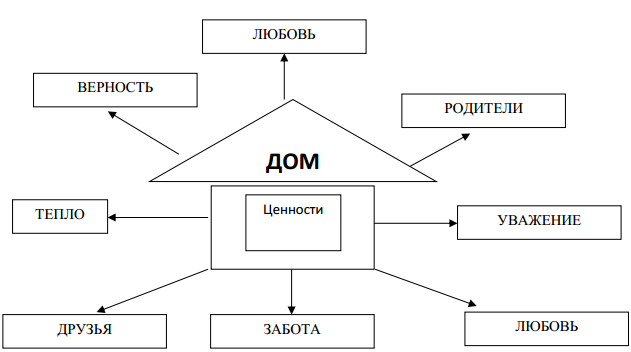 ЛЮБОВЬ
ВЕРНОСТЬ
РОДИТЕЛИ
ДОМ
Ценности
ТЕПЛО
УВАЖЕНИЕ
ДРУЗЬЯ
ЗАБОТА
ЛЮБОВЬ